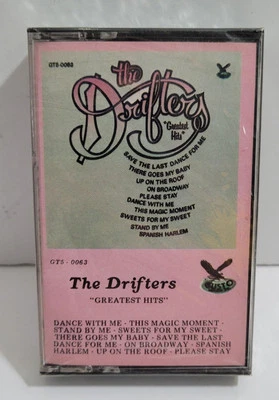 GTS-0063
the
Drifters
"Greatest
Hits"
SAVE THE LAST DANCE FOR ME
THERE GOES MY BABY
UP ON THE ROOF
ON BROADWAY
PLEASE STAY
DANCE WITH ME
THIS MAGIC MOMENT
SWEETS FOR MY SWEET
STAND BY ME
SPANISH HARLEM
GTS - 0063
The Drifters
"GREATEST HITS"
DANCE WITH ME · THIS MAGIC MOMENT ·
STAND BY ME · SWEETS FOR MY SWEET ·
THERE GOES MY BABY · SAVE THE LAST
DANCE FOR ME · ON BROADWAY · SPANISH
HARLEM · UP ON THE ROOF · PLEASE STAY